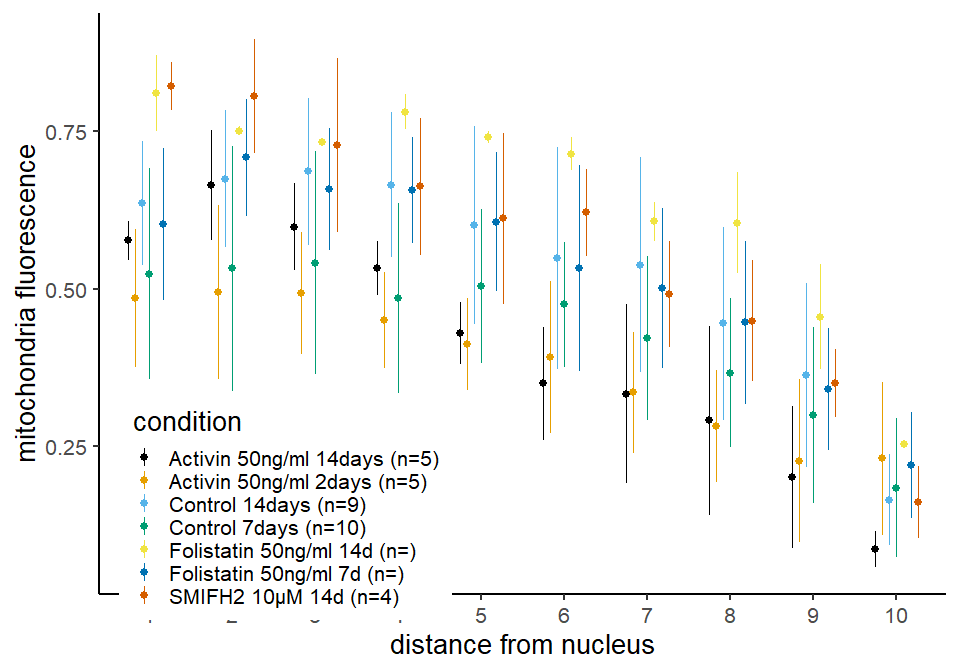 mitochondria fluorescence
0.75
0.50
0.25
condition
Activin 50ng/ml 14days (n=5)
Activin 50ng/ml 2days (n=5)
Control 14days (n=9)
Control 7days (n=10)
Folistatin 50ng/ml 14d (n=)
Folistatin 50ng/ml 7d (n=)
SMIFH2 10µM 14d (n=4)
5 6 7 8 9 10
distance from nucleus